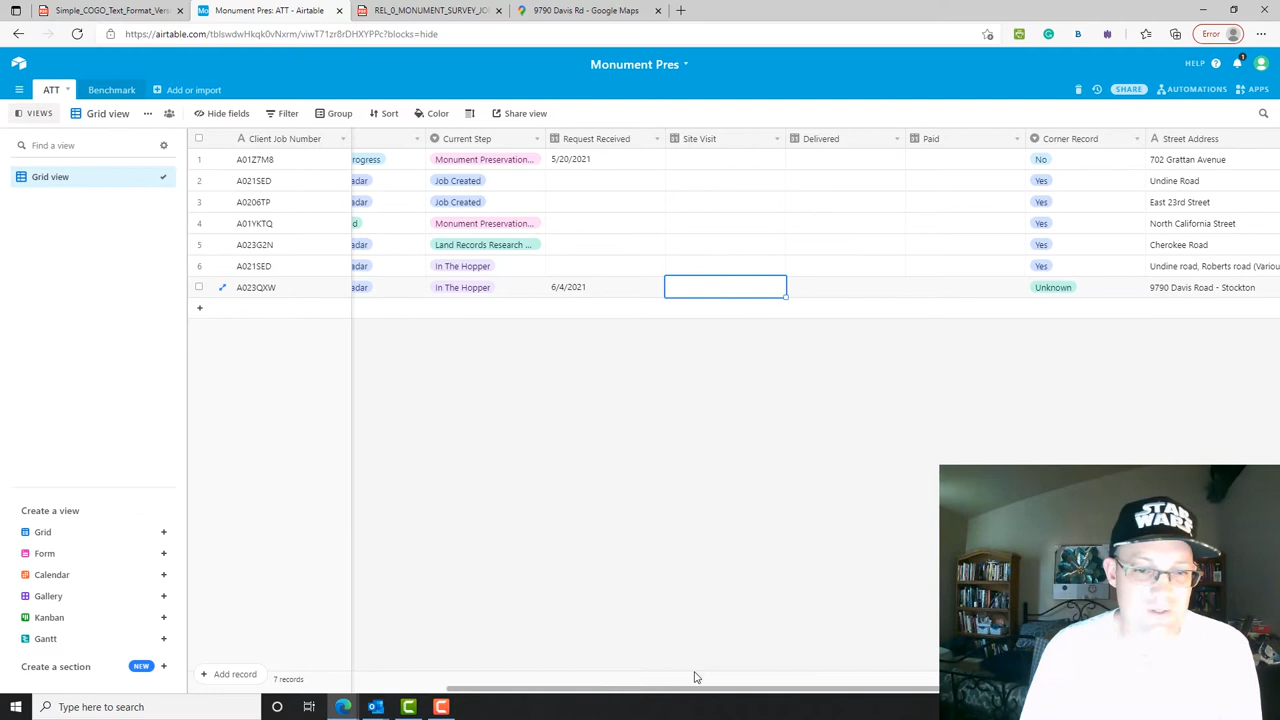 Simple_COGO_Text_Format_Vers
Monument Pres: ATT - Airtable
REL_0_MONUMENT_SURVEY_JO
9790 Davis Rd - Google Maps
https://airtable.com/tblswdwHkqk0vNxrm/viwT71zr8rDHXYPPc?blocks=hide
Error
Monument Pres
HELP
1
ATT
Benchmark
Add or import
SHARE
AUTOMATIONS
APPS
VIEWS
Grid view
Hide fields
Filter
Group
Sort
Color
Share view
Find a view
Grid view
Client Job Number Current Step Request Received Site Visit Delivered Paid Corner Record Street Address
1 A01Z7M8 rogress Monument Preservation... 5/20/2021 No 702 Grattan Avenue
2 A021SED adar Job Created Yes Undine Road
3 A0206TP adar Job Created Yes East 23rd Street
4 A01YKTQ d Monument Preservation... Yes North California Street
5 A023G2N adar Land Records Research ... Yes Cherokee Road
6 A021SED adar In The Hopper Yes Undine road, Roberts road (Variou
A023QXW adar In The Hopper 6/4/2021 Unknown 9790 Davis Road - Stockton
Create a view
Grid
Form
Calendar
Gallery
Kanban
Gantt
Create a section NEW
Add record
7 records
STAR
WARS
Type here to search